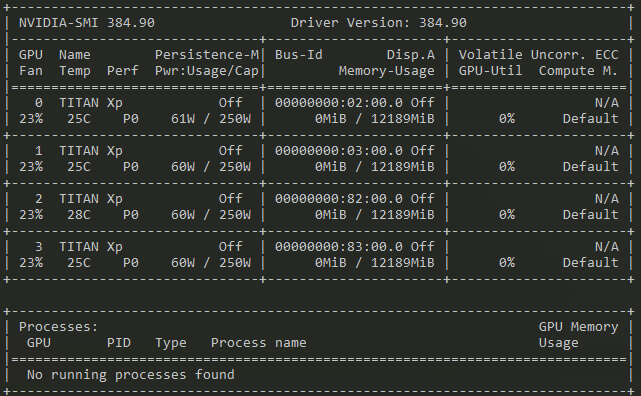 +-----------------------------------------------------------------------------+
| NVIDIA-SMI 384.90                 Driver Version: 384.90                    |
|-------------------------------+----------------------+----------------------+
| GPU  Name        Persistence-M| Bus-Id        Disp.A | Volatile Uncorr. ECC |
| Fan  Temp  Perf  Pwr:Usage/Cap|         Memory-Usage | GPU-Util  Compute M. |
|===============================+======================+======================|
|   0  TITAN Xp            Off  | 00000000:02:00.0 Off |                  N/A |
| 23%   25C    P0    61W / 250W |      0MiB / 12189MiB |      0%      Default |
+-------------------------------+----------------------+----------------------+
|   1  TITAN Xp            Off  | 00000000:03:00.0 Off |                  N/A |
| 23%   25C    P0    60W / 250W |      0MiB / 12189MiB |      0%      Default |
+-------------------------------+----------------------+----------------------+
|   2  TITAN Xp            Off  | 00000000:82:00.0 Off |                  N/A |
| 23%   28C    P0    60W / 250W |      0MiB / 12189MiB |      0%      Default |
+-------------------------------+----------------------+----------------------+
|   3  TITAN Xp            Off  | 00000000:83:00.0 Off |                  N/A |
| 23%   25C    P0    60W / 250W |      0MiB / 12189MiB |      0%      Default |
+-------------------------------+----------------------+----------------------+
+-----------------------------------------------------------------------------+
| Processes:                                                       GPU Memory |
|  GPU       PID   Type   Process name                             Usage      |
|=============================================================================|
|  No running processes found                                                 |
+-----------------------------------------------------------------------------+